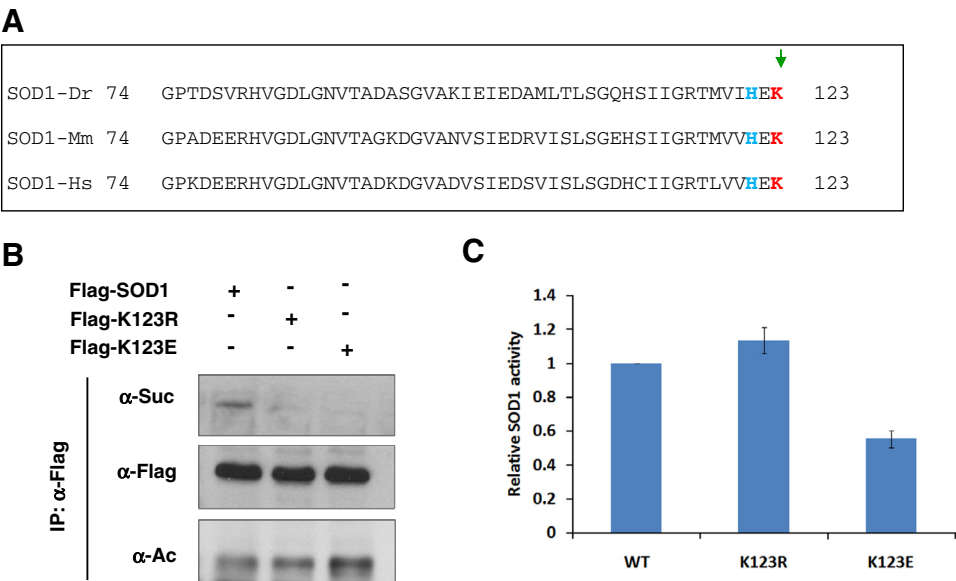 A
SOD1-Dr 74 GPTDSVRHVGDLGNVTADASGVAKIEIEDAMLTLSGQHSIIGRTMVIHEK 123
SOD1-Mm 74 GPADEERHVGDLGNVTAGKDGVANVSIEDRVISLSGEHSIIGRTMVVHEK 123
SOD1-Hs 74 GPKDEERHVGDLGNVTADKDGVADVSIEDSVISLSGDHCIIGRTLVVHEK 123
B
Flag-SOD1 + - -
Flag-K123R - + -
Flag-K123E - - +
IP: α-Flag
α-Suc
α-Flag
α-Ac
C
Relative SOD1 activity
1.4
1.2
1
0.8
0.6
0.4
0.2
0
WT K123R K123E